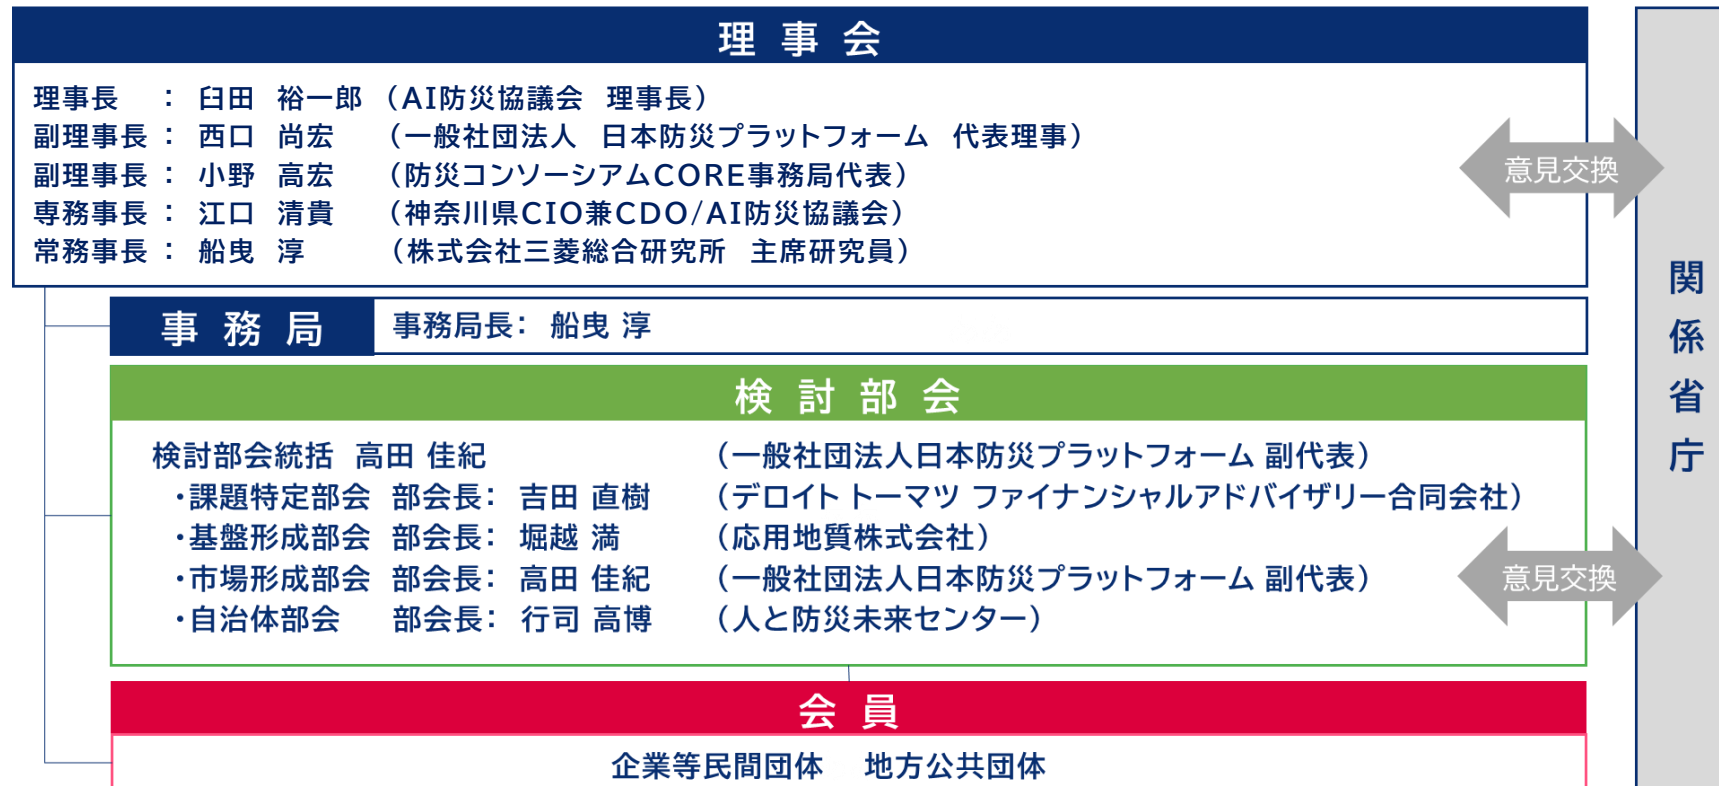 理事会
理事長 : 臼田 裕一郎 (AI防災協議会 理事長)
副理事長 : 西口 尚宏 (一般社団法人 日本防災プラットフォーム 代表理事)
副理事長 : 小野 高宏 (防災コンソーシアムCORE事務局代表)
専務事長 : 江口 清貴 (神奈川県CIO兼CDO/AI防災協議会)
常務事長 : 船曳 淳 (株式会社三菱総合研究所 主席研究員)
意見交換
事務局 事務局長: 船曳 淳
検討部会
検討部会統括 高田 佳紀 (一般社団法人日本防災プラットフォーム 副代表)
・課題特定部会 部会長: 吉田 直樹 (デロイト トーマツ ファイナンシャルアドバイザリー合同会社)
・基盤形成部会 部会長: 堀越 満 (応用地質株式会社)
・市場形成部会 部会長: 高田 佳紀 (一般社団法人日本防災プラットフォーム 副代表)
・自治体部会 部会長: 行司 高博 (人と防災未来センター)
意見交換
会員
企業等民間団体 地方公共団体
関係省庁